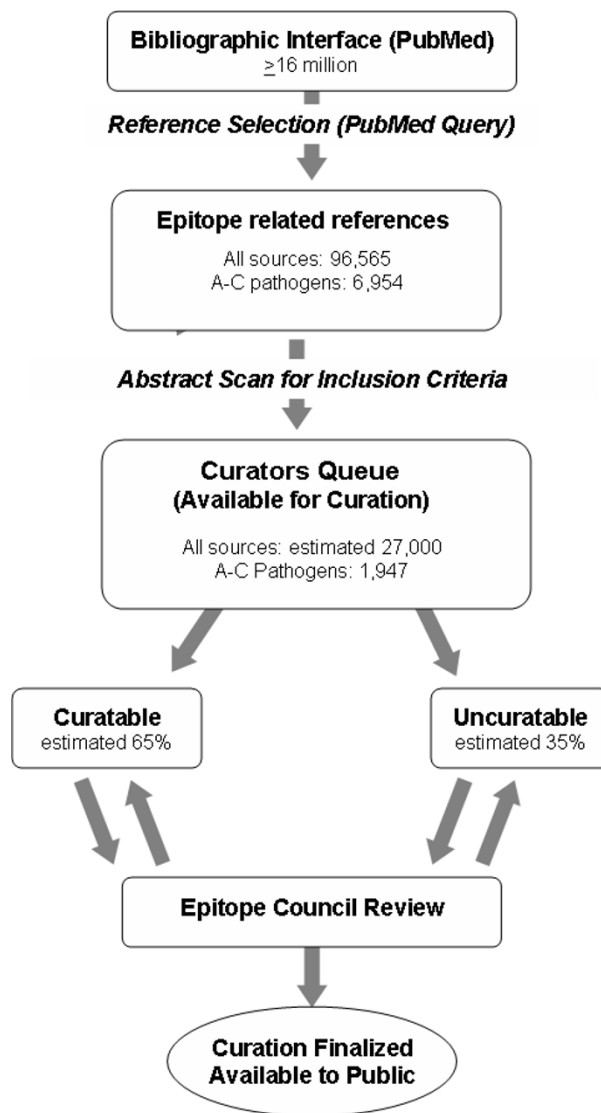 Bibliographic Interface (PubMed)
≥16 million
Reference Selection (PubMed Query)
Epitope related references
All sources: 96,565
A-C pathogens: 6,954
Abstract Scan for Inclusion Criteria
Curators Queue
(Available for Curation)
All sources: estimated 27,000
A-C Pathogens: 1,947
Curatable
estimated 65%
Uncuratable
estimated 35%
Epitope Council Review
Curation Finalized
Available to Public